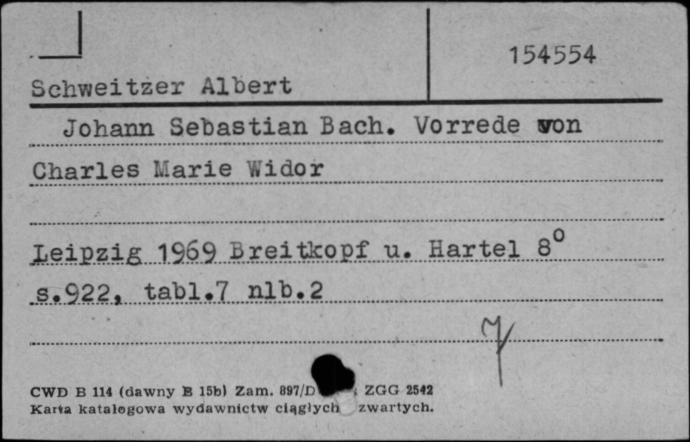 154554
Schweitzer Albert
Johann Sebastian Bach. Vorrede von
Charles Marie Widor
Leipzig 1969 Breitkopf u. Hartel 8º
s.922, tabl.7 nlb.2
CWD B 114 (dawny B 15b) Zam. 897/D ZGG 2542
Karta katalogowa wydawnictw ciągłych zwartych.